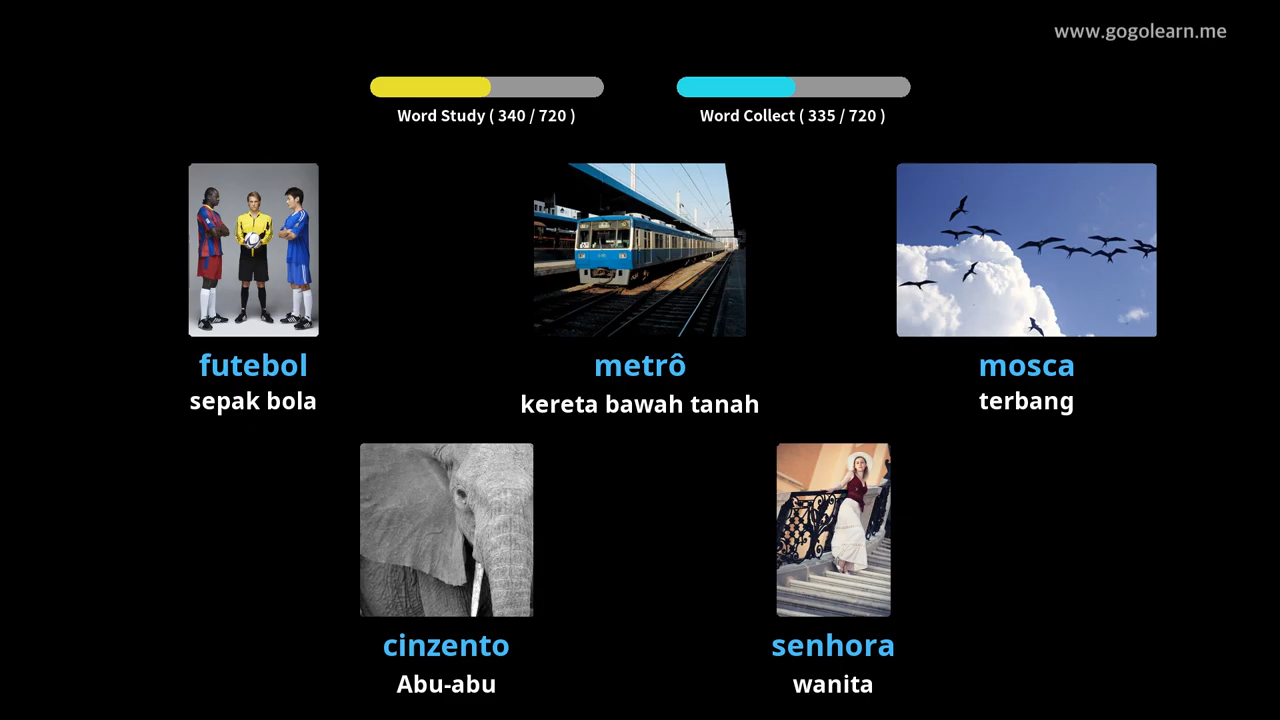 www.gogolearn.me
Word Study ( 340 / 720 )
Word Collect ( 335 / 720 )
futebol
sepak bola
metrô
kereta bawah tanah
mosca
terbang
cinzento
Abu-abu
senhora
wanita